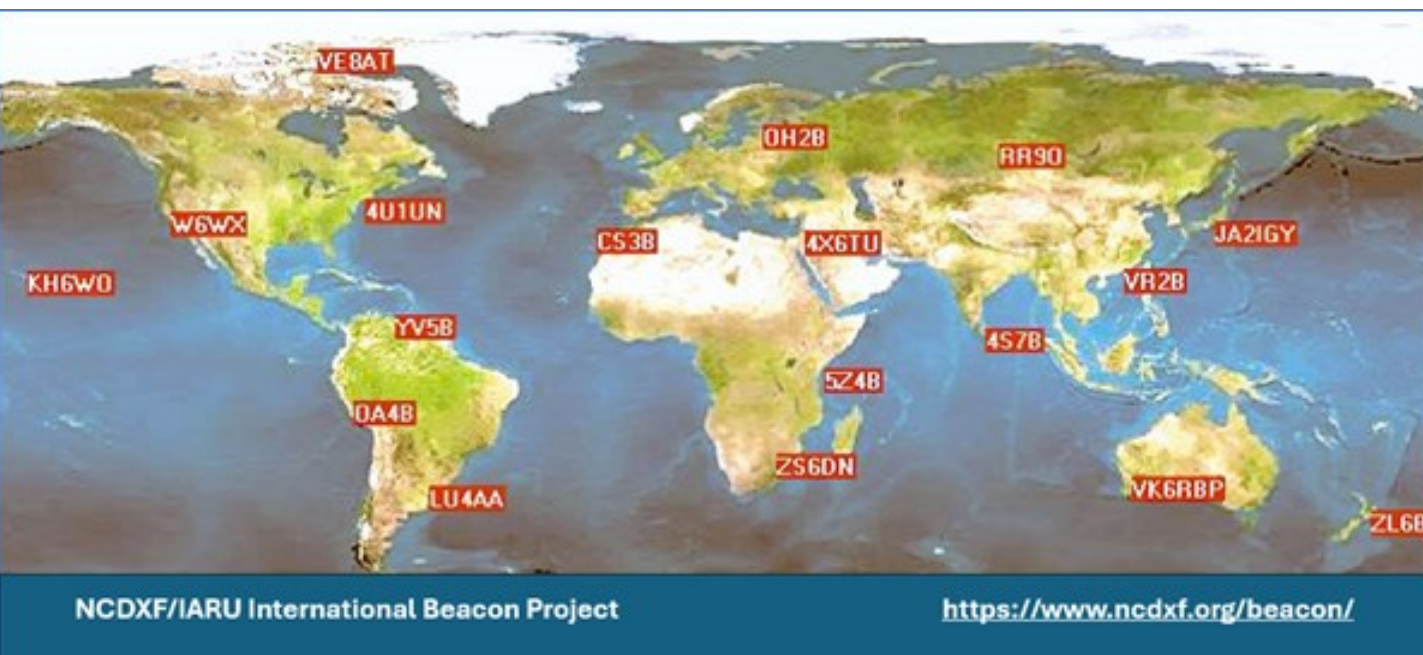 VE8AT
OH2B
RR9O
4U1UN
W6WX
JA2IGY
CS3B
4X6TU
KH6WO
VR2B
YV5B
4S7B
5Z4B
OA4B
ZS6DN
VK6RBP
LU4AA
ZL6B
NCDXF/IARU International Beacon Project
https://www.ncdxf.org/beacon/